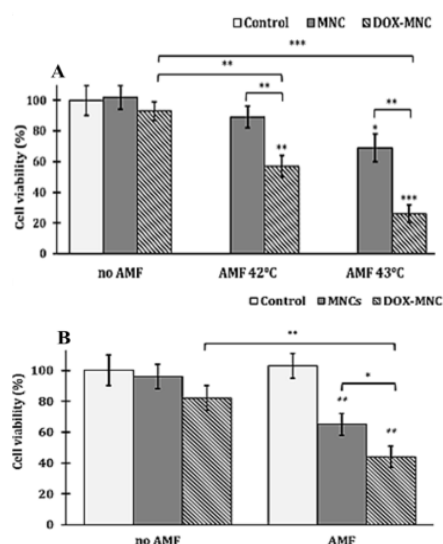 Control MNC DOX-MNC
A
***
**
** **
** * ***
Cell viability (%)
100
80
60
40
20
0
no AMF AMF 42°C AMF 43°C
Control MNCs DOX-MNC
B
**
*
## ##
Cell viability (%)
100
80
60
40
20
0
no AMF AMF